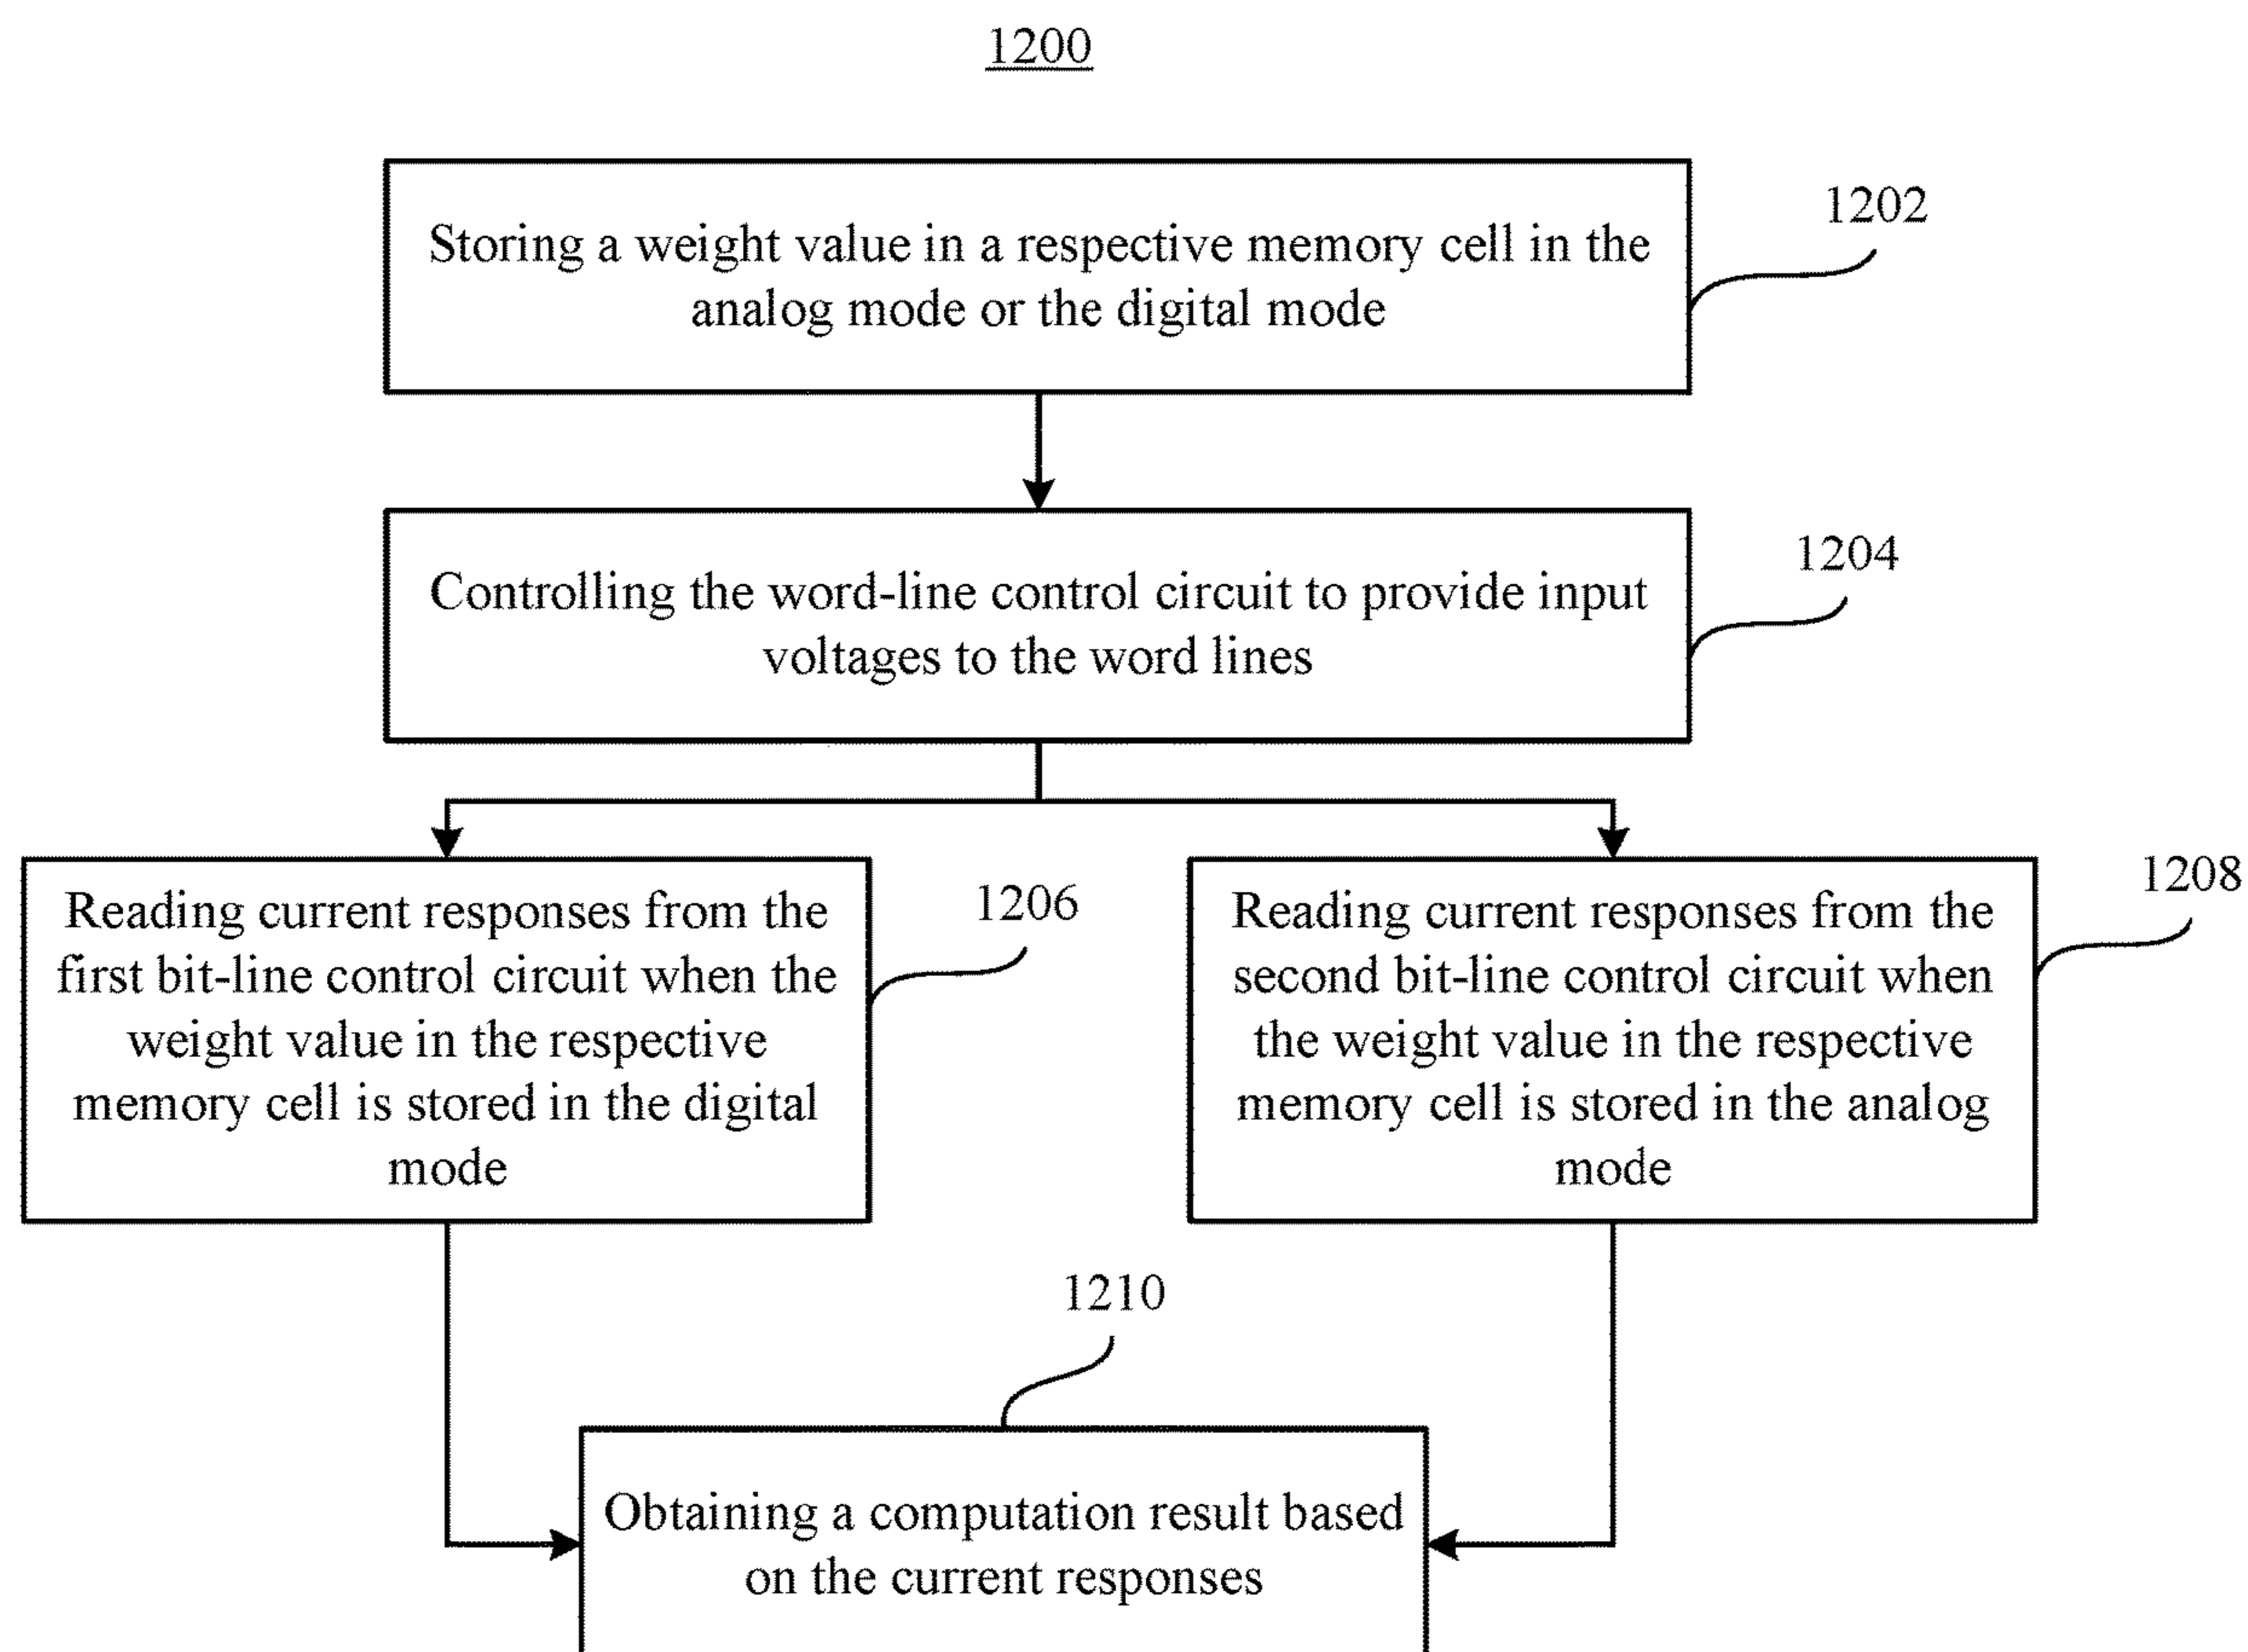 1200
Storing a weight value in a respective memory cell in the
analog mode or the digital mode
1202
Controlling the word-line control circuit to provide input
voltages to the word lines
1204
Reading current responses from the
first bit-line control circuit when the
weight value in the respective
memory cell is stored in the digital
mode
1206
Reading current responses from the
second bit-line control circuit when
the weight value in the respective
memory cell is stored in the analog
mode
1208
1210
Obtaining a computation result based
on the current responses